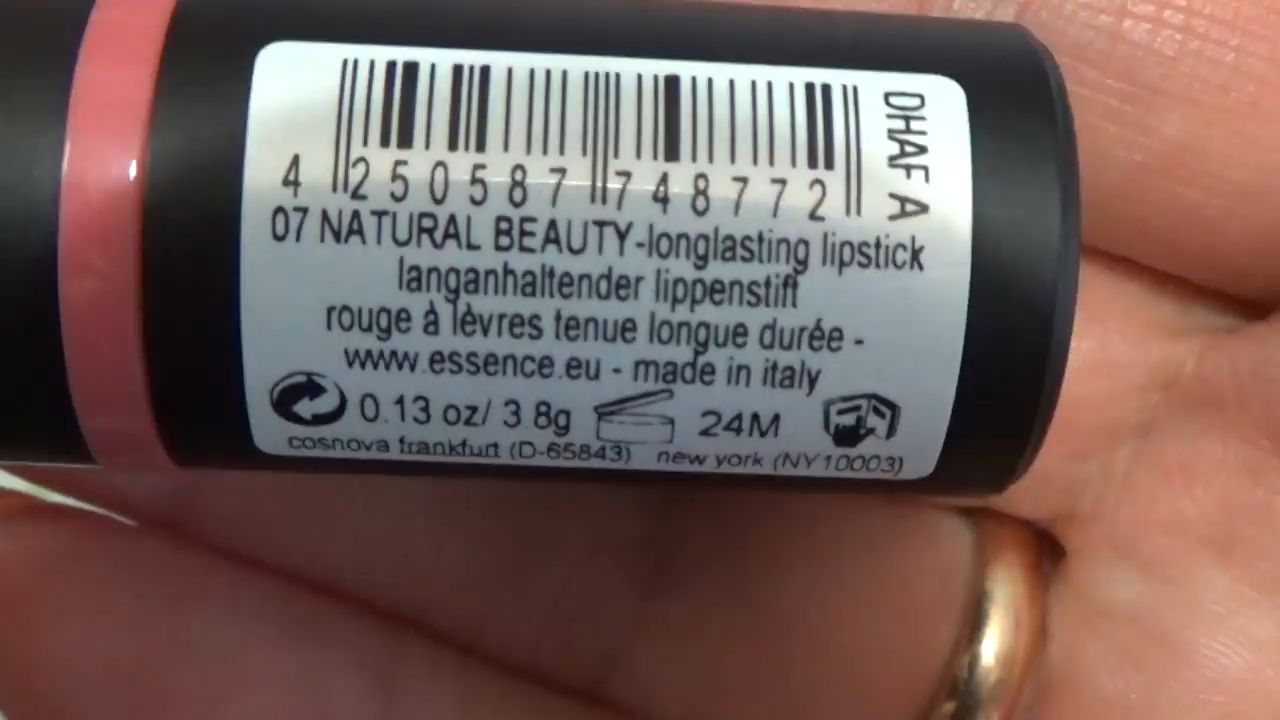 4 250587 748772
DHAF A
07 NATURAL BEAUTY-longlasting lipstick
langanhaltender lippenstift
rouge à lèvres tenue longue durée -
www.essence.eu - made in italy
0.13 oz/ 3.8g 24M
cosnova frankfurt (D-65843) new york (NY10003)